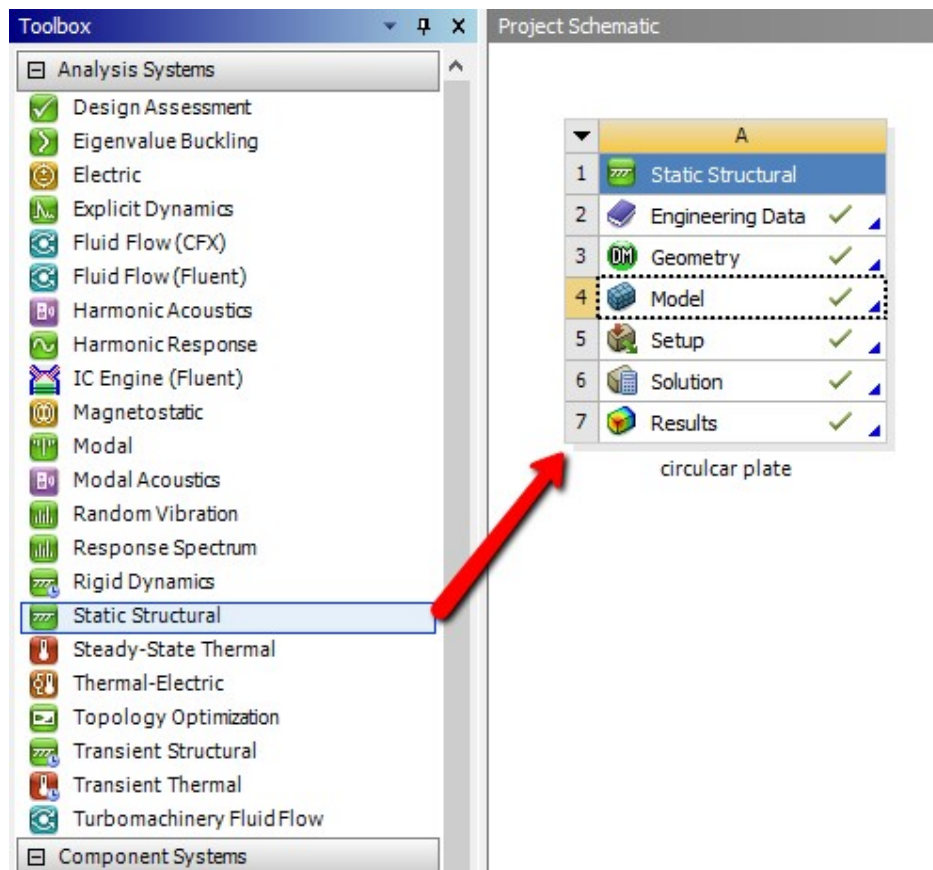 Toolbox
Analysis Systems
Design Assessment
Eigenvalue Buckling
Electric
Explicit Dynamics
Fluid Flow (CFX)
Fluid Flow (Fluent)
Harmonic Acoustics
Harmonic Response
IC Engine (Fluent)
Magnetostatic
Modal
Modal Acoustics
Random Vibration
Response Spectrum
Rigid Dynamics
Static Structural
Steady-State Thermal
Thermal-Electric
Topology Optimization
Transient Structural
Transient Thermal
Turbomachinery Fluid Flow
Component Systems
Project Schematic
A
1 Static Structural
2 Engineering Data
3 DM Geometry
4 Model
5 Setup
6 Solution
7 Results
circulcar plate